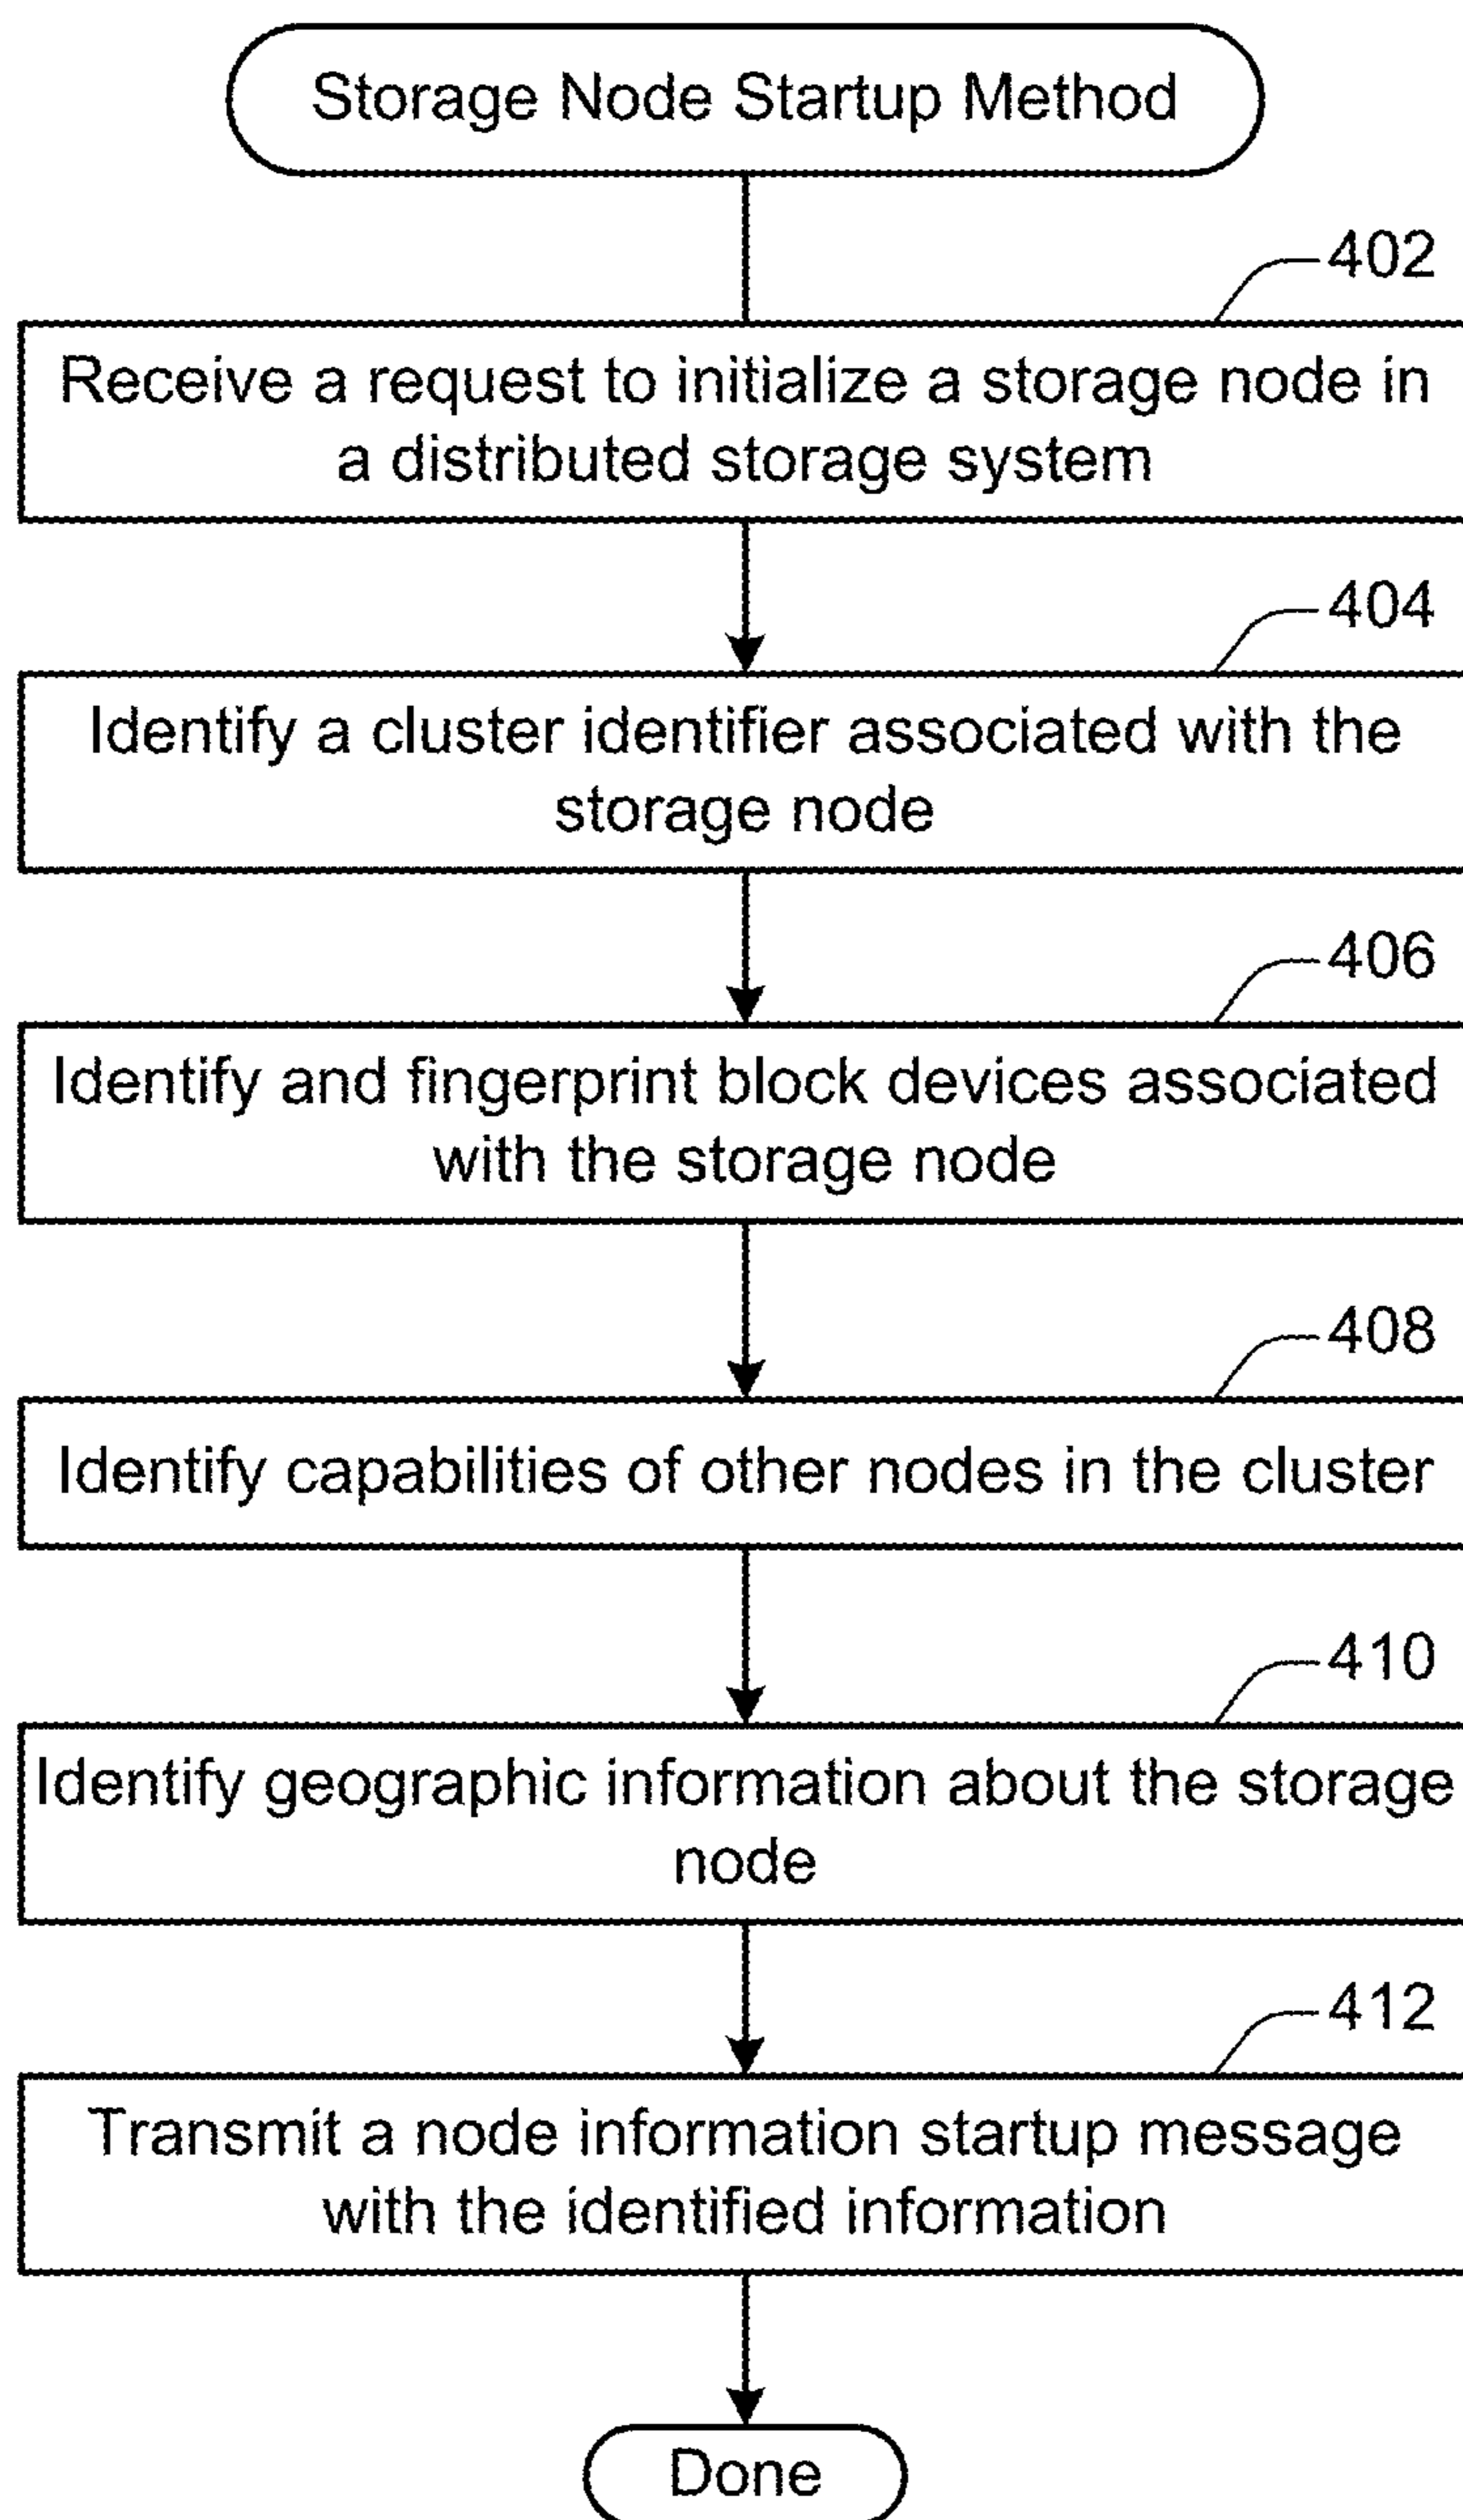 Storage Node Startup Method
402
Receive a request to initialize a storage node in
a distributed storage system
404
Identify a cluster identifier associated with the
storage node
406
Identify and fingerprint block devices associated
with the storage node
408
Identify capabilities of other nodes in the cluster
410
Identify geographic information about the storage
node
412
Transmit a node information startup message
with the identified information
Done